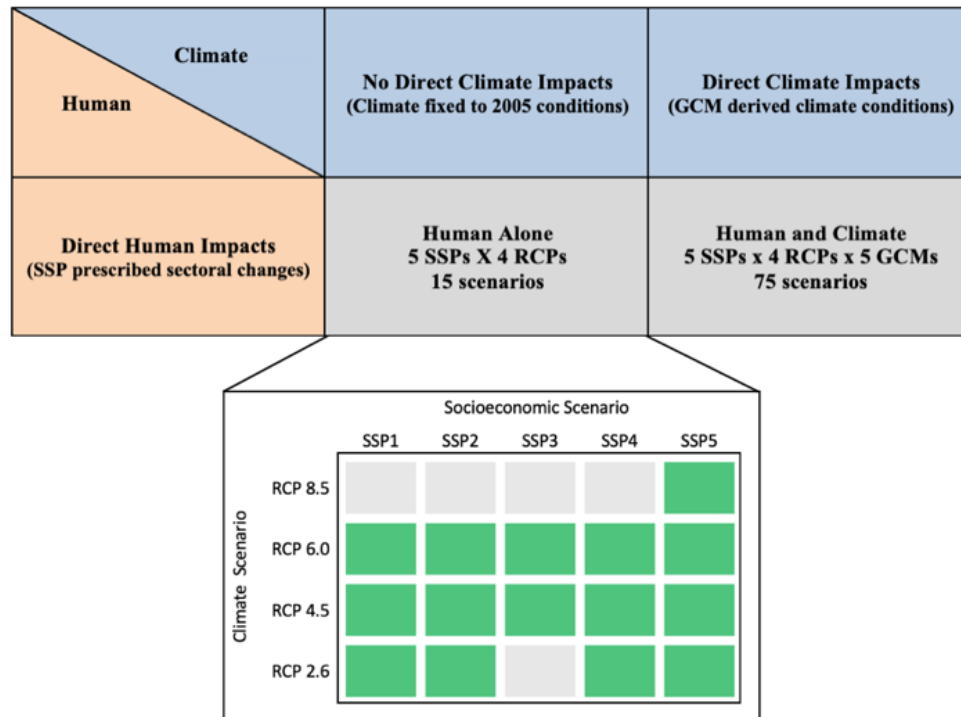 Climate
Human
No Direct Climate Impacts
(Climate fixed to 2005 conditions)
Direct Climate Impacts
(GCM derived climate conditions)
Direct Human Impacts
(SSP prescribed sectoral changes)
Human Alone
5 SSPs X 4 RCPs
15 scenarios
Human and Climate
5 SSPs x 4 RCPs x 5 GCMs
75 scenarios
Socioeconomic Scenario
SSP1 SSP2 SSP3 SSP4 SSP5
Climate Scenario
RCP 8.5
RCP 6.0
RCP 4.5
RCP 2.6